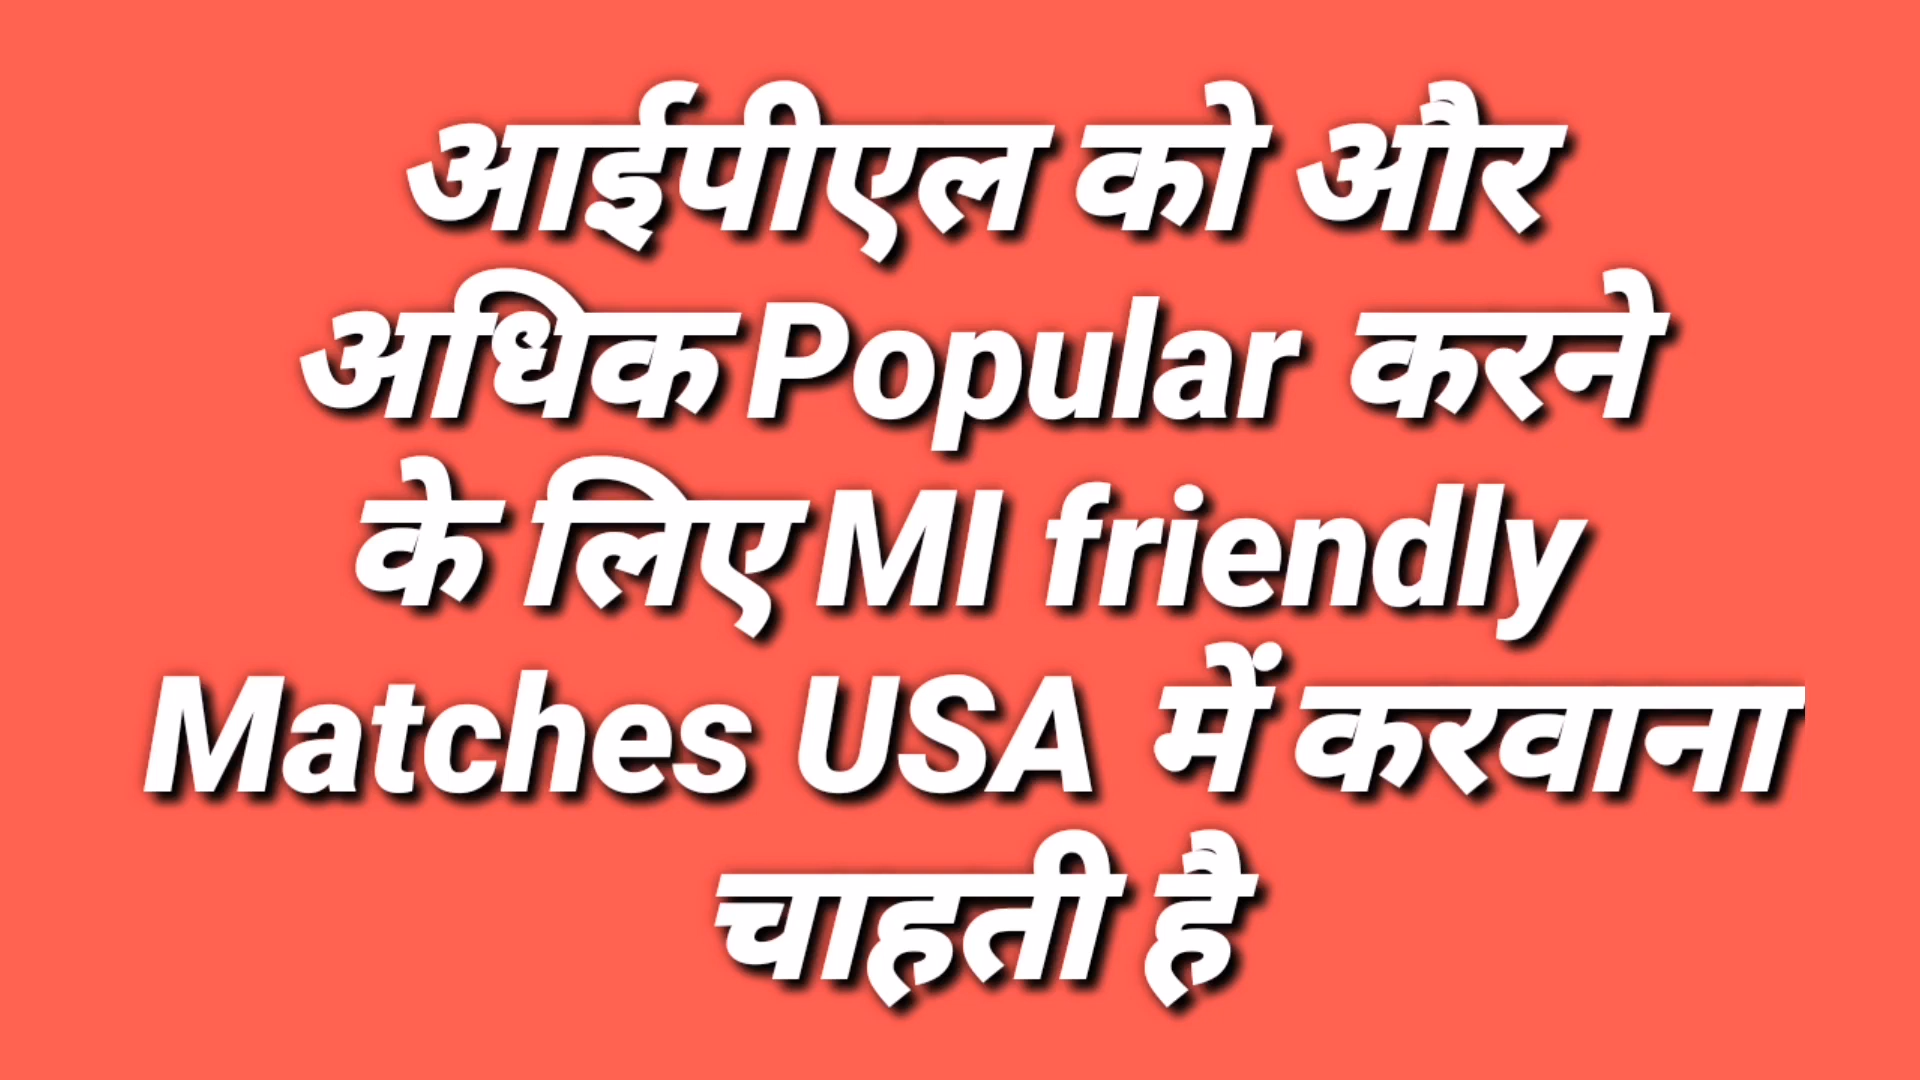 आईपीएल को और
अधिक Popular करने
के लिए MI friendly
Matches USA में करवाना
चाहती है